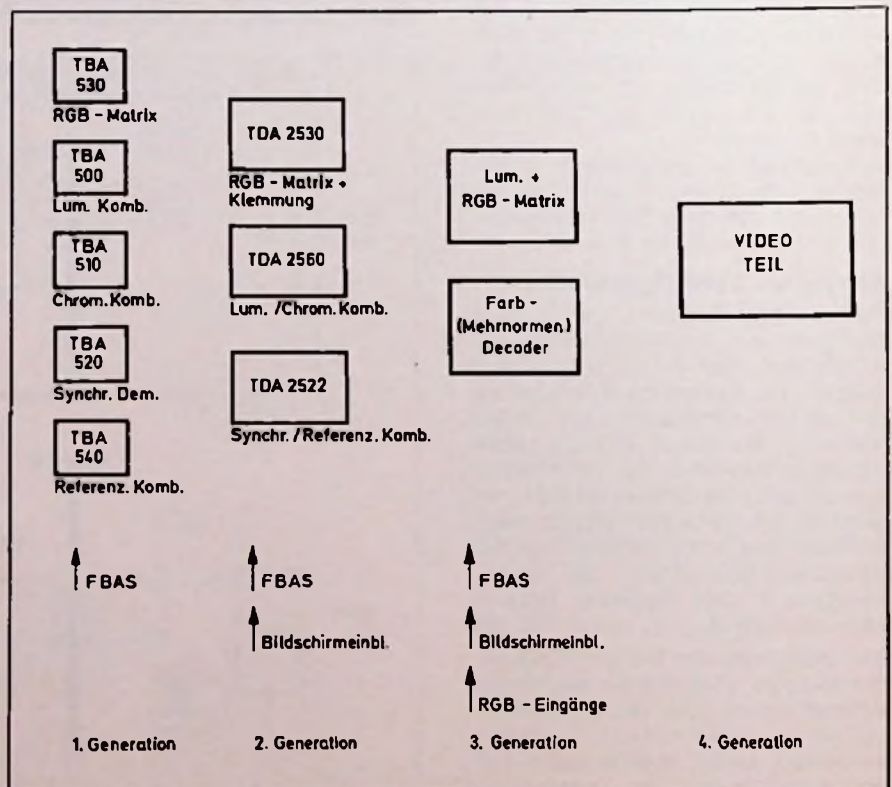 TBA
530
RGB - Matrix
TBA
500
Lum. Komb.
TBA
510
Chrom. Komb.
TBA
520
Synchr. Dem.
TBA
540
Referenz. Komb.
FBAS
1. Generation
TDA 2530
RGB - Matrix +
Klemmung
TDA 2560
Lum. / Chrom. Komb.
TDA 2522
Synchr. / Referenz. Komb.
FBAS
Bildschirmeinbl.
2. Generation
Lum. +
RGB - Matrix
Farb -
(Mehrnormen)
Decoder
FBAS
Bildschirmeinbl.
RGB - Eingänge
3. Generation
VIDEO
TEIL
4. Generation